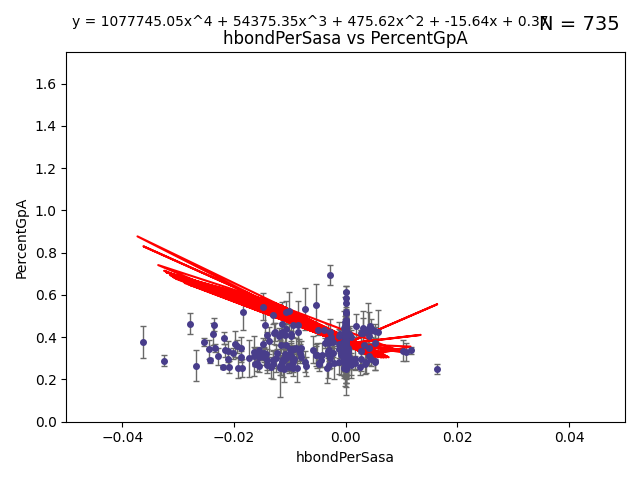 y = 1077745.05x^4 + 54375.35x^3 + 475.62x^2 + -15.64x + 0.37
N = 735
hbondPerSasa vs PercentGpA
1.6
1.4
1.2
1.0
0.8
0.6
0.4
0.2
0.0
PercentGpA
−0.04
−0.02
0.00
0.02
0.04
hbondPerSasa